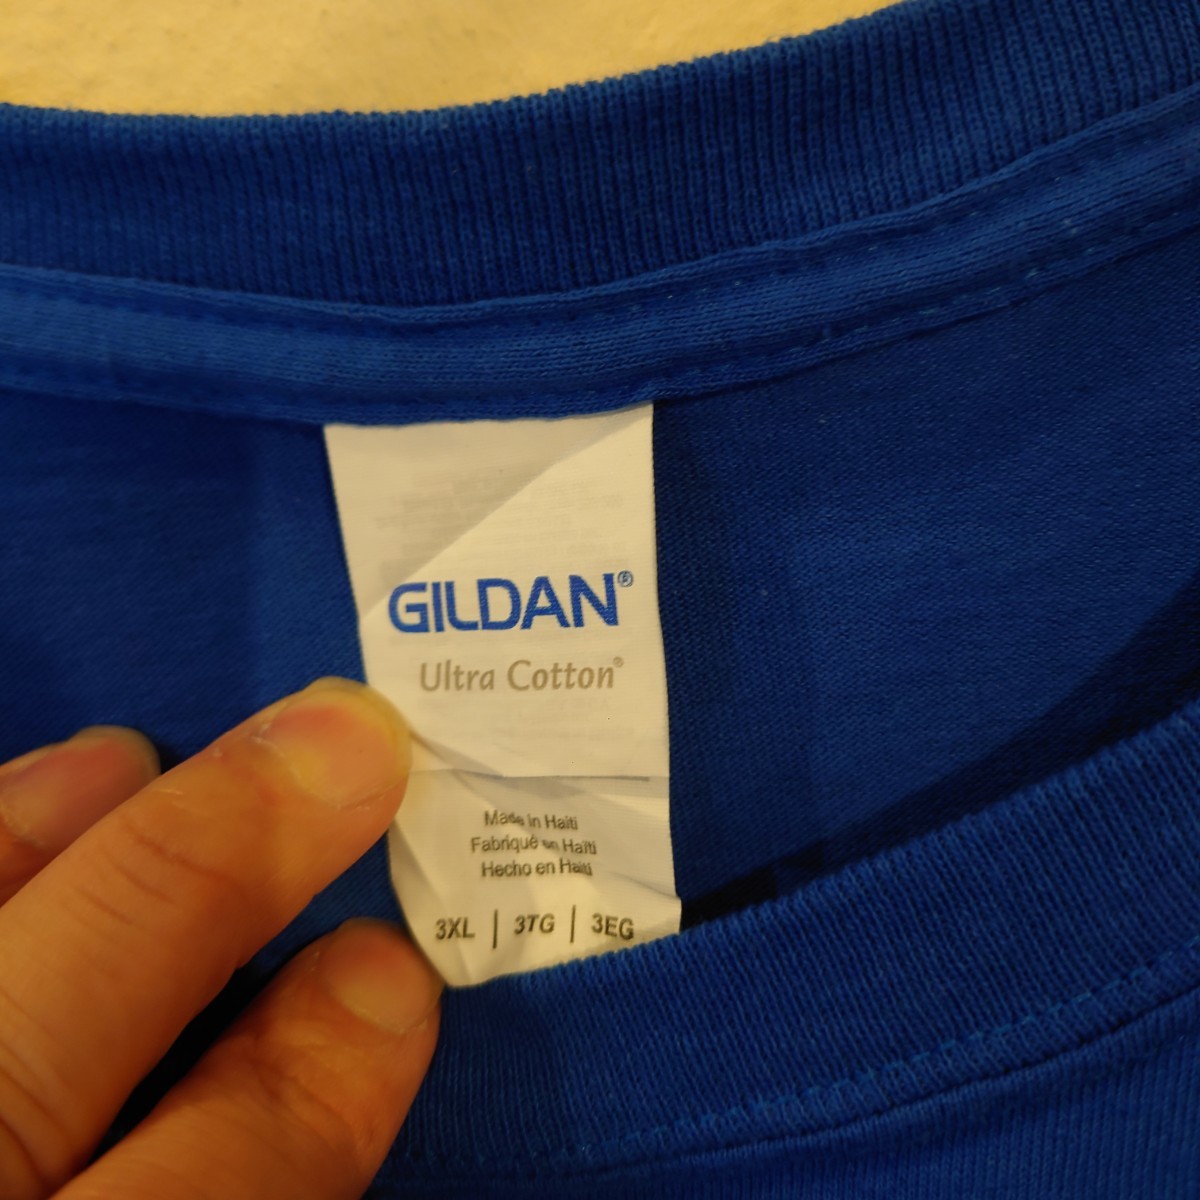 GILDAN®
Ultra Cotton®
Made in Haiti
Fabriqué en Haïti
Hecho en Haití
3XL | 3TG | 3EG